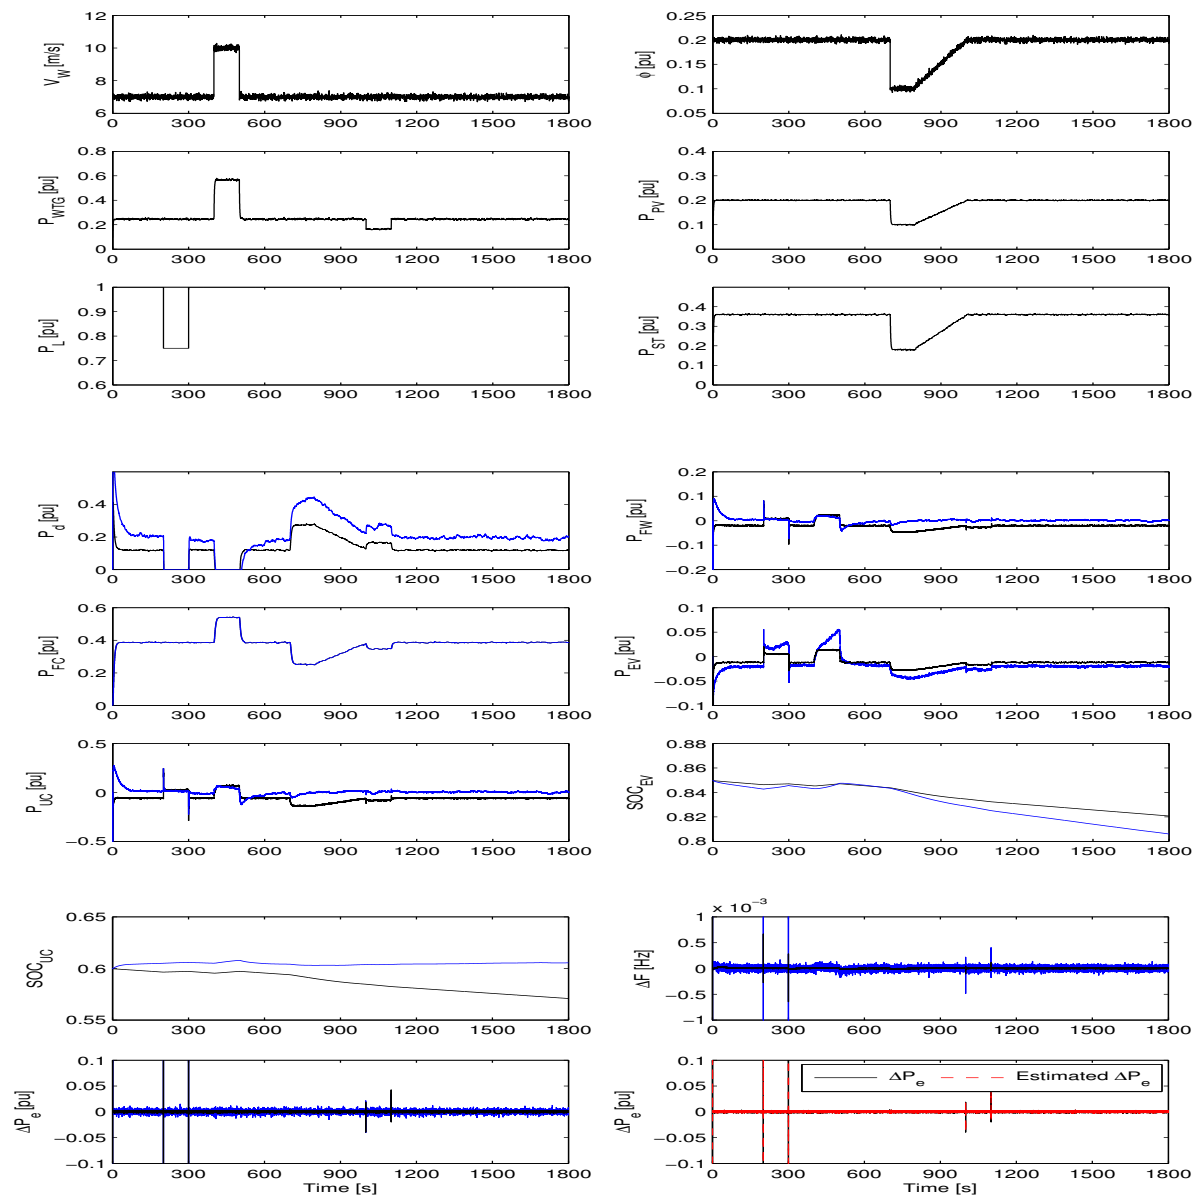 V_W [m/s]
12
10
8
6
0 300 600 900 1200 1500 1800
ϕ [pu]
0.25
0.2
0.15
0.1
0.05
0 300 600 900 1200 1500 1800
P_WTG [pu]
0.8
0.6
0.4
0.2
0
0 300 600 900 1200 1500 1800
P_PV [pu]
0.4
0.3
0.2
0.1
0
0 300 600 900 1200 1500 1800
P_L [pu]
1
0.9
0.8
0.7
0.6
0 300 600 900 1200 1500 1800
P_ST [pu]
0.4
0.3
0.2
0.1
0
0 300 600 900 1200 1500 1800
P_d [pu]
0.4
0.2
0
0 300 600 900 1200 1500 1800
P_FW [pu]
0.2
0.1
0
−0.1
−0.2
0 300 600 900 1200 1500 1800
P_FC [pu]
0.6
0.4
0.2
0
0 300 600 900 1200 1500 1800
P_EV [pu]
0.1
0.05
0
−0.05
−0.1
0 300 600 900 1200 1500 1800
P_UC [pu]
0.5
0
−0.5
0 300 600 900 1200 1500 1800
SOC_EV
0.88
0.86
0.84
0.82
0.8
0 300 600 900 1200 1500 1800
SOC_UC
0.65
0.6
0.55
0 300 600 900 1200 1500 1800
x 10^−3
ΔF [Hz]
1
0.5
0
−0.5
−1
0 300 600 900 1200 1500 1800
ΔP_e [pu]
0.1
0.05
0
−0.05
−0.1
0 300 600 900 1200 1500 1800
Time [s]
ΔP_e [pu]
0.1
0.05
0
−0.05
−0.1
ΔP_e Estimated ΔP_e
0 300 600 900 1200 1500 1800
Time [s]